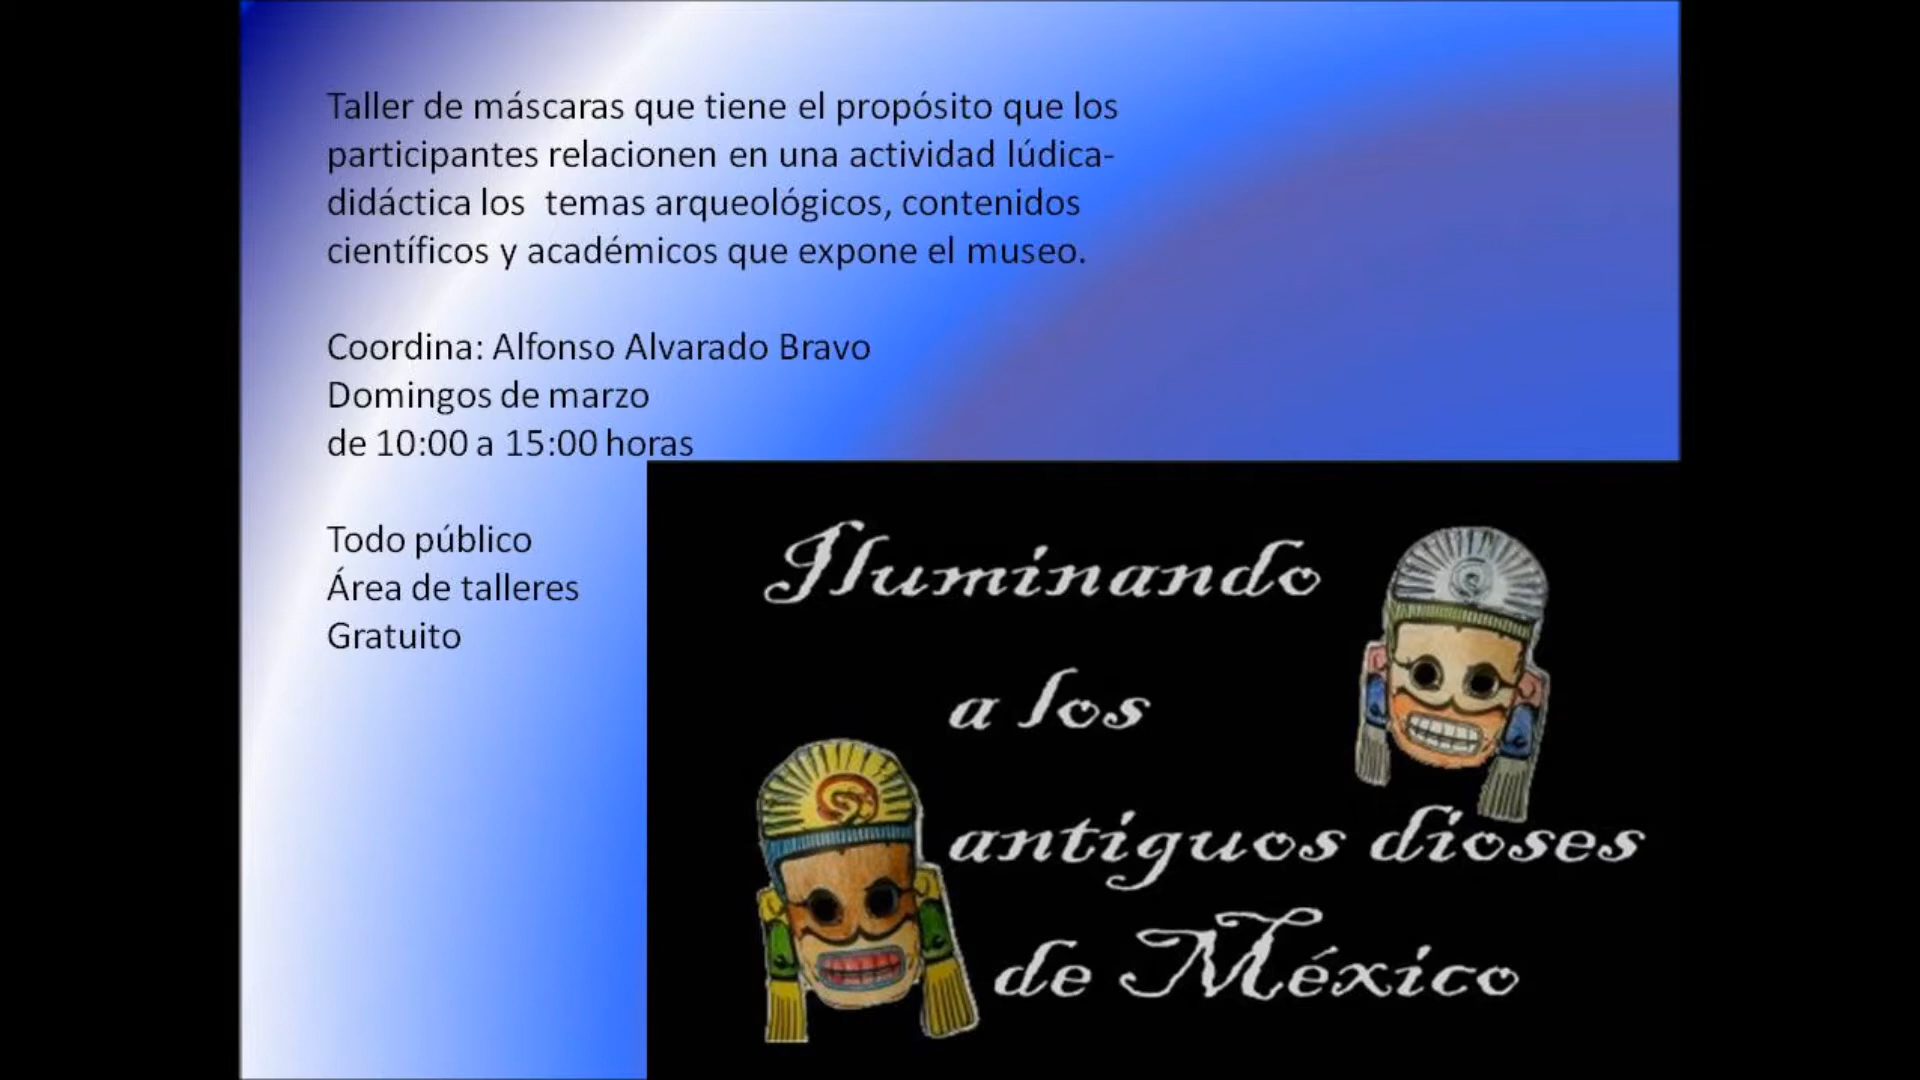 Taller de máscaras que tiene el propósito que los
participantes relacionen en una actividad lúdica-
didáctica los  temas arqueológicos, contenidos
científicos y académicos que expone el museo.
Coordina: Alfonso Alvarado Bravo
Domingos de marzo
de 10:00 a 15:00 horas
Todo público
Área de talleres
Gratuito
Iluminando
a los
antiguos dioses
de México